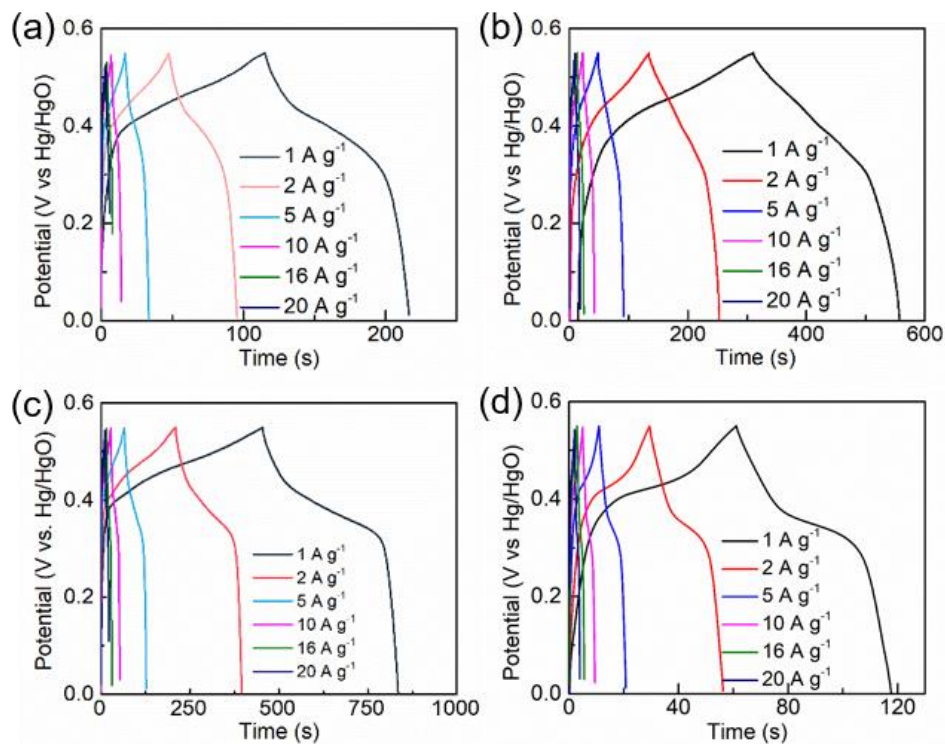 (a)
0.6
0.4
0.2
0.0
Potential (V vs Hg/HgO)
1 A g⁻¹
2 A g⁻¹
5 A g⁻¹
10 A g⁻¹
16 A g⁻¹
20 A g⁻¹
0 100 200
Time (s)
(b)
0.6
0.4
0.2
0.0
Potential (V vs Hg/HgO)
1 A g⁻¹
2 A g⁻¹
5 A g⁻¹
10 A g⁻¹
16 A g⁻¹
20 A g⁻¹
0 200 400 600
Time (s)
(c)
0.6
0.4
0.2
0.0
Potential (V vs. Hg/HgO)
1 A g⁻¹
2 A g⁻¹
5 A g⁻¹
10 A g⁻¹
16 A g⁻¹
20 A g⁻¹
0 250 500 750 1000
Time (s)
(d)
0.6
0.4
0.2
0.0
Potential (V vs Hg/HgO)
1 A g⁻¹
2 A g⁻¹
5 A g⁻¹
10 A g⁻¹
16 A g⁻¹
20 A g⁻¹
0 40 80 120
Time (s)